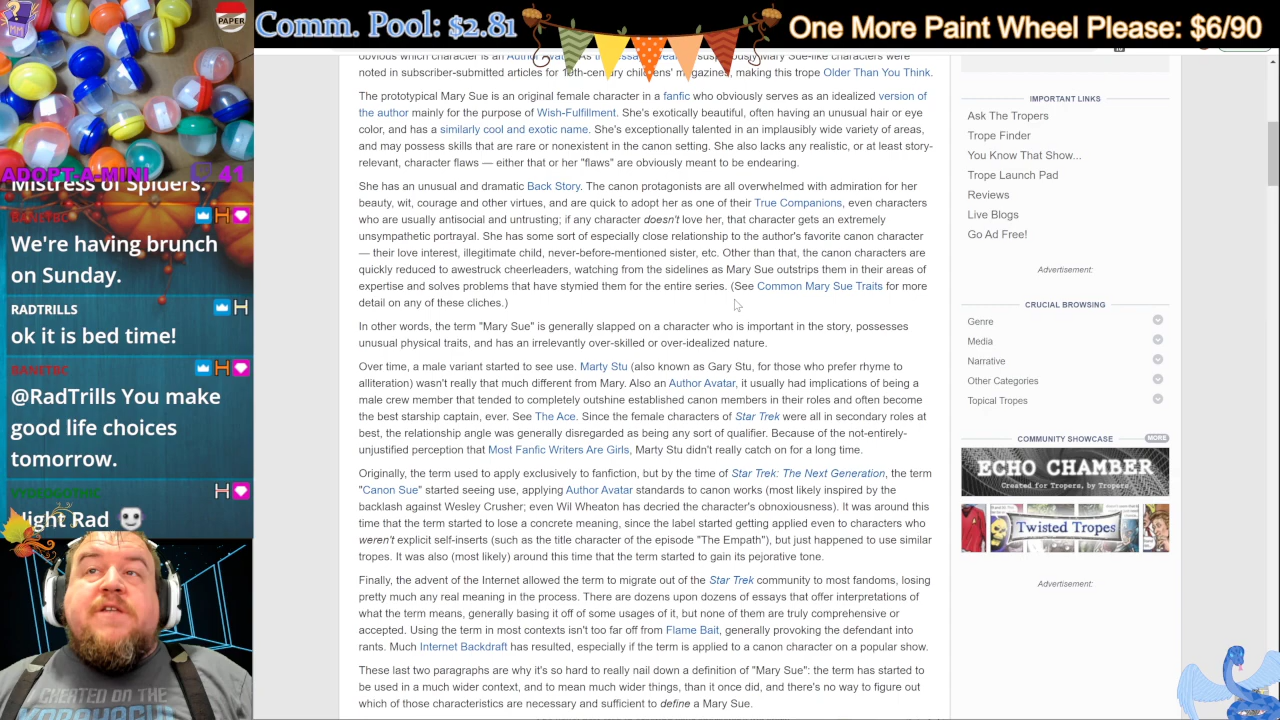 Comm. Pool: $2.81
One More Paint Wheel Please: $6/90
PAPER
ADOPT-A-MINI
41
Mistress of Spiders.
We're having brunch
on Sunday.
RADTRILLS
ok it is bed time!
@RadTrills You make
good life choices
tomorrow.
Night Rad
CHEATED ON THE
noted in subscriber-submitted articles for 19th-century childrens' magazines, making this trope Older Than You Think.
The prototypical Mary Sue is an original female character in a fanfic who obviously serves as an idealized version of
the author mainly for the purpose of Wish-Fulfillment. She's exotically beautiful, often having an unusual hair or eye
color, and has a similarly cool and exotic name. She's exceptionally talented in an implausibly wide variety of areas,
and may possess skills that are rare or nonexistent in the canon setting. She also lacks any realistic, or at least story-
relevant, character flaws — either that or her "flaws" are obviously meant to be endearing.
She has an unusual and dramatic Back Story. The canon protagonists are all overwhelmed with admiration for her
beauty, wit, courage and other virtues, and are quick to adopt her as one of their True Companions, even characters
who are usually antisocial and untrusting; if any character doesn't love her, that character gets an extremely
unsympathetic portrayal. She has some sort of especially close relationship to the author's favorite canon character
— their love interest, illegitimate child, never-before-mentioned sister, etc. Other than that, the canon characters are
quickly reduced to awestruck cheerleaders, watching from the sidelines as Mary Sue outstrips them in their areas of
expertise and solves problems that have stymied them for the entire series. (See Common Mary Sue Traits for more
detail on any of these cliches.)
In other words, the term "Mary Sue" is generally slapped on a character who is important in the story, possesses
unusual physical traits, and has an irrelevantly over-skilled or over-idealized nature.
Over time, a male variant started to see use. Marty Stu (also known as Gary Stu, for those who prefer rhyme to
alliteration) wasn't really that much different from Mary. Also an Author Avatar, it usually had implications of being a
male crew member that tended to completely outshine established canon members in their roles and often become
the best starship captain, ever. See The Ace. Since the female characters of Star Trek were all in secondary roles at
best, the relationship angle was generally disregarded as being any sort of qualifier. Because of the not-entirely-
unjustified perception that Most Fanfic Writers Are Girls, Marty Stu didn't really catch on for a long time.
Originally, the term used to apply exclusively to fanfiction, but by the time of Star Trek: The Next Generation, the term
"Canon Sue" started seeing use, applying Author Avatar standards to canon works (most likely inspired by the
backlash against Wesley Crusher; even Wil Wheaton has decried the character's obnoxiousness). It was around this
time that the term started to lose a concrete meaning, since the label started getting applied even to characters who
weren't explicit self-inserts (such as the title character of the episode "The Empath"), but just happened to use similar
tropes. It was also (most likely) around this time that the term started to gain its pejorative tone.
Finally, the advent of the Internet allowed the term to migrate out of the Star Trek community to most fandoms, losing
pretty much any real meaning in the process. There are dozens upon dozens of essays that offer interpretations of
what the term means, generally basing it off of some usages of it, but none of them are truly comprehensive or
accepted. Using the term in most contexts isn't too far off from Flame Bait, generally provoking the defendant into
rants. Much Internet Backdraft has resulted, especially if the term is applied to a canon character on a popular show.
These last two paragraphs are why it's so hard to really nail down a definition of "Mary Sue": the term has started to
be used in a much wider context, and to mean much wider things, than it once did, and there's no way to figure out
which of those characteristics are necessary and sufficient to define a Mary Sue.
IMPORTANT LINKS
Ask The Tropers
Trope Finder
You Know That Show...
Trope Launch Pad
Reviews
Live Blogs
Go Ad Free!
Advertisement:
CRUCIAL BROWSING
Genre
Media
Narrative
Other Categories
Topical Tropes
COMMUNITY SHOWCASE
MORE
ECHO CHAMBER
Created for Tropers, by Tropers
Twisted Tropes
Advertisement: